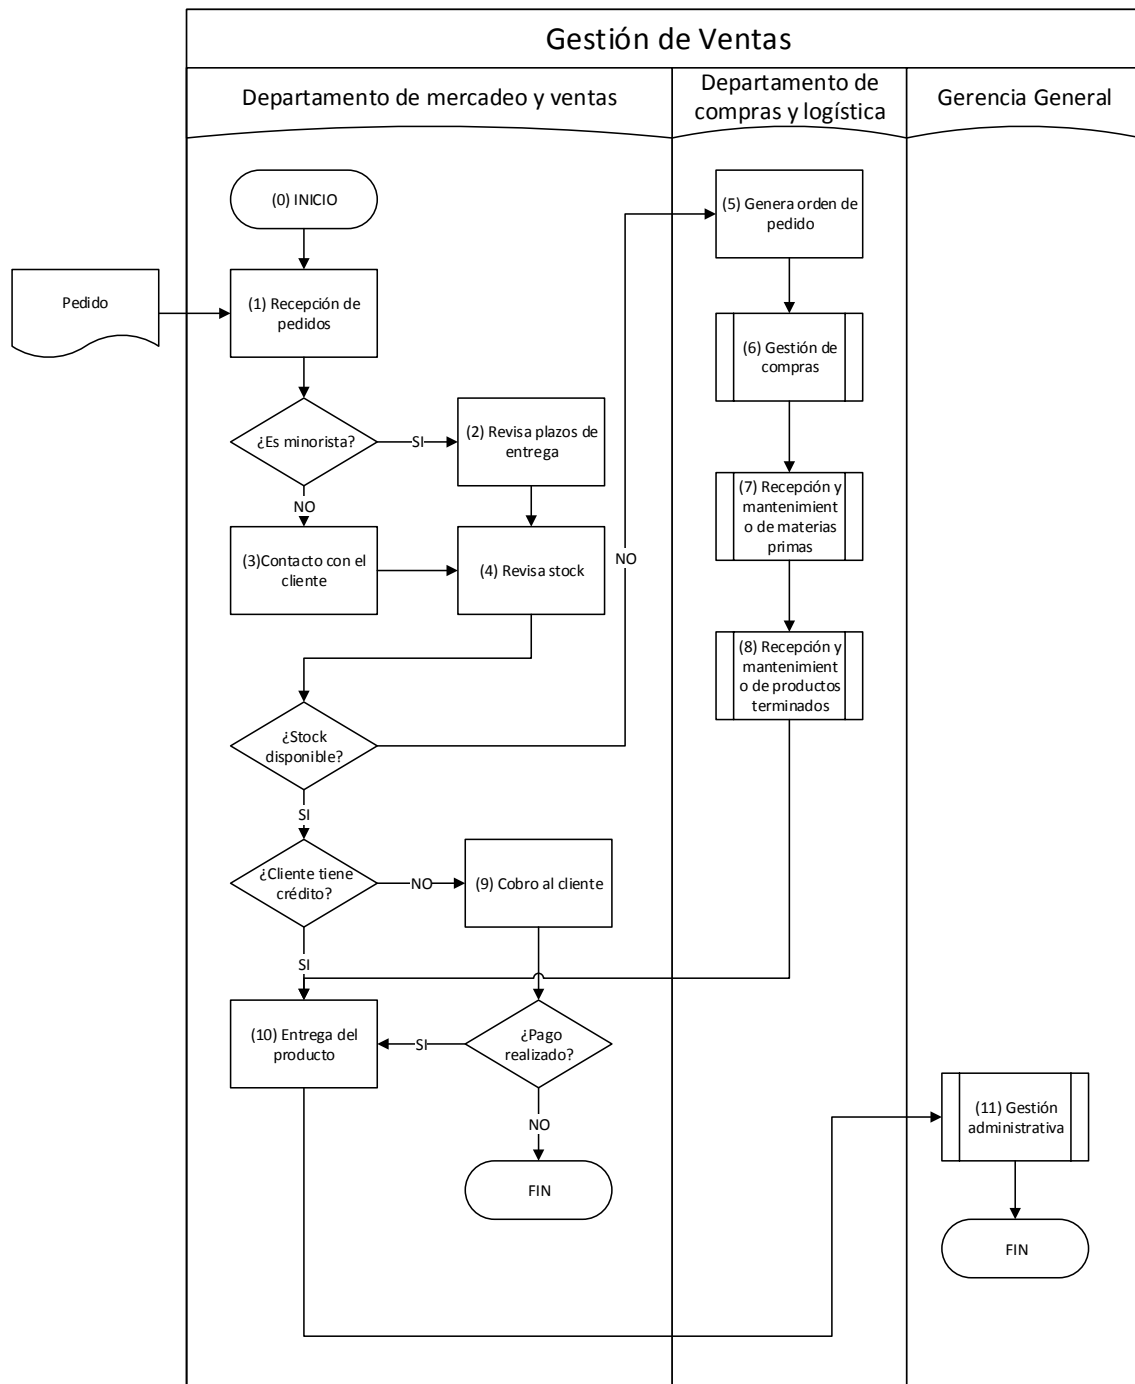 Gestión de Ventas
Departamento de mercadeo y ventas
Departamento de
compras y logística
Gerencia General
(0) INICIO
Pedido
(1) Recepción de
pedidos
¿Es minorista?
SI
(2) Revisa plazos de
entrega
NO
(3)Contacto con el
cliente
(4) Revisa stock
¿Stock
disponible?
NO
(5) Genera orden de
pedido
(6) Gestión de
compras
(7) Recepción y
mantenimient
o de materias
primas
(8) Recepción y
mantenimient
o de productos
terminados
SI
¿Cliente tiene
crédito?
NO
(9) Cobro al cliente
SI
(10) Entrega del
producto
SI
¿Pago
realizado?
NO
FIN
(11) Gestión
administrativa
FIN